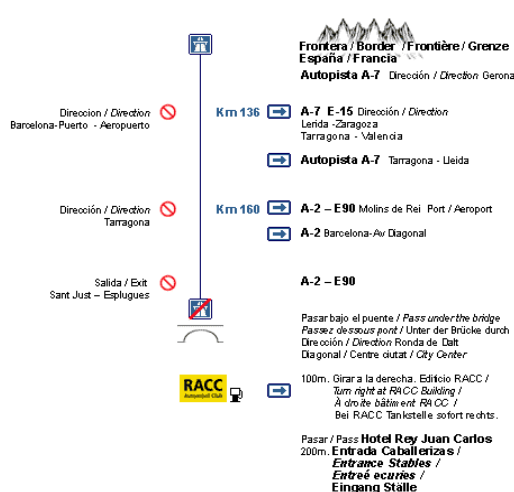 Frontera / Border / Frontière / Grenze
España / Francia
Autopista A-7 Dirección / Direction Gerona
Direccion / Direction
Barcelona-Puerto - Aeropuerto
Km 136
A-7 E-15 Dirección / Direction
Lerida -Zaragoza
Tarragona - Valencia
Autopista A-7 Tarragona - Lleida
Dirección / Direction
Tarragona
Km 160
A-2 – E90 Molins de Rei Port / Aeroport
A-2 Barcelona-Av Diagonal
Salida / Exit
Sant Just – Esplugues
A-2 – E90
Pasar bajo el puente / Pass under the bridge
Passez dessous pont / Unter der Brücke durch
Dirección / Direction Ronda de Dalt
Diagonal / Centre ciutat / City Center
RACC
Automòbil Club
100m. Girar a la derecha. Edificio RACC /
Turn right at RACC Building /
À droite bâtiment RACC /
Bei RACC Tankstelle sofort rechts.
Pasar / Pass Hotel Rey Juan Carlos
200m. Entrada Caballerizas /
Entrance Stables /
Entreé ecuries /
Eingang Ställe